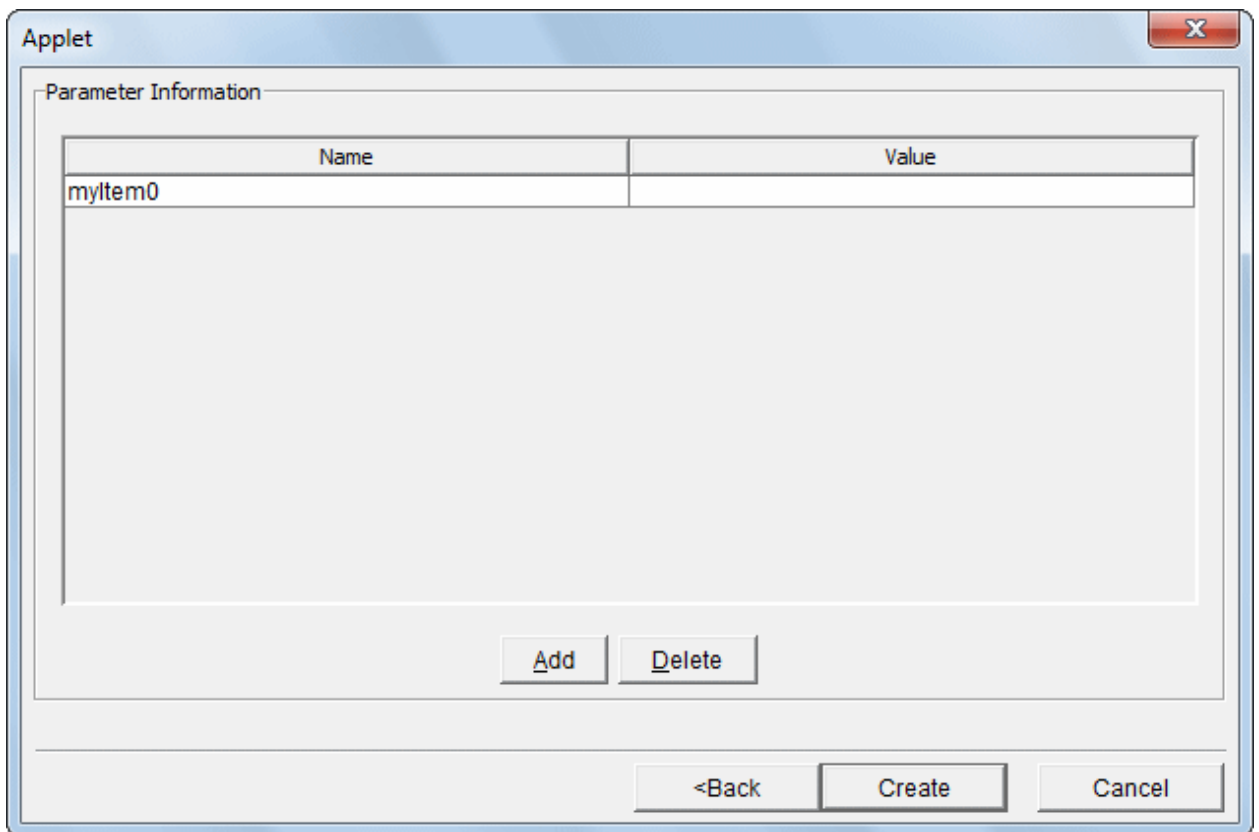 Applet
x
Parameter Information
Name Value
myItem0
Add Delete
<Back Create Cancel